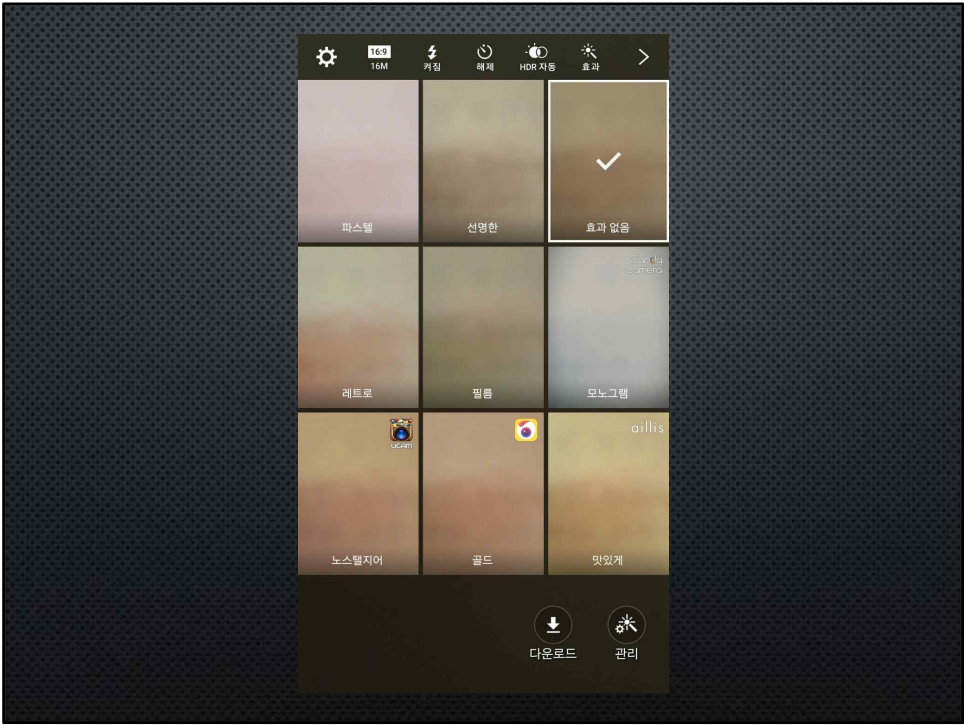 16:9
16M
켜짐
해제
HDR 자동
효과
파스텔
선명한
효과 없음
candy
camera
레트로
필름
모노그램
UCAM
aillis
노스탤지어
골드
맛있게
다운로드
관리